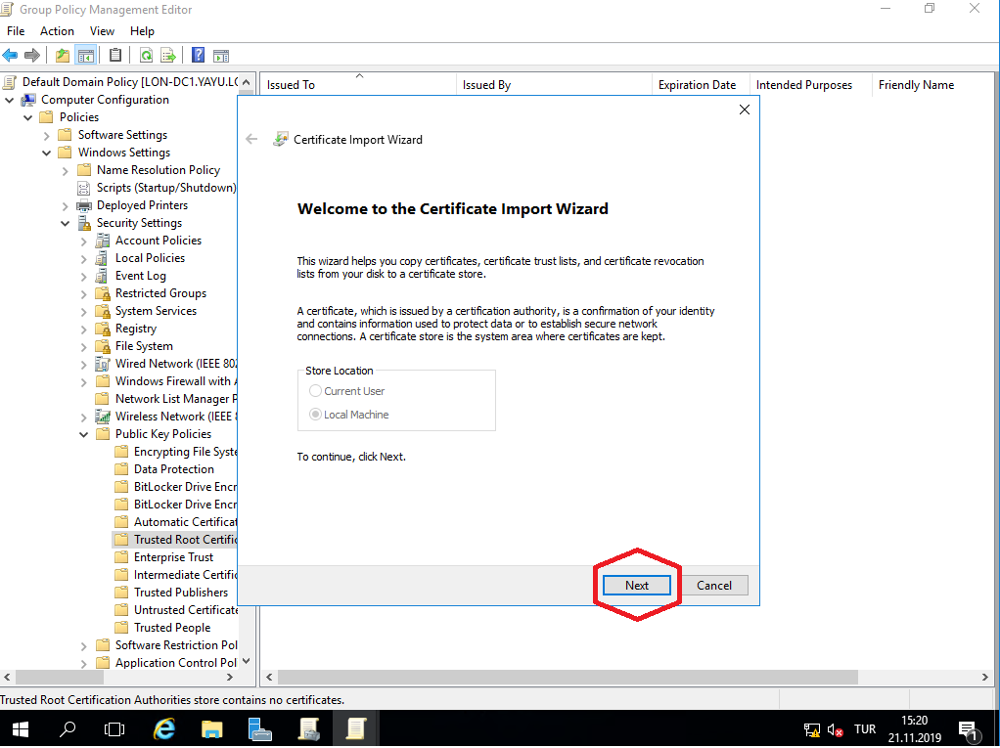 Group Policy Management Editor
File Action View Help
Default Domain Policy [LON-DC1.YAYU.LO
Computer Configuration
Policies
Software Settings
Windows Settings
Name Resolution Policy
Scripts (Startup/Shutdown)
Deployed Printers
Security Settings
Account Policies
Local Policies
Event Log
Restricted Groups
System Services
Registry
File System
Wired Network (IEEE 802
Windows Firewall with A
Network List Manager P
Wireless Network (IEEE 8
Public Key Policies
Encrypting File Syste
Data Protection
BitLocker Drive Encr
BitLocker Drive Encr
Automatic Certificat
Trusted Root Certific
Enterprise Trust
Intermediate Certific
Trusted Publishers
Untrusted Certificate
Trusted People
Software Restriction Pol
Application Control Pol
Issued To Issued By Expiration Date Intended Purposes Friendly Name
Certificate Import Wizard
Welcome to the Certificate Import Wizard
This wizard helps you copy certificates, certificate trust lists, and certificate revocation
lists from your disk to a certificate store.
A certificate, which is issued by a certification authority, is a confirmation of your identity
and contains information used to protect data or to establish secure network
connections. A certificate store is the system area where certificates are kept.
Store Location
Current User
Local Machine
To continue, click Next.
Next Cancel
Trusted Root Certification Authorities store contains no certificates.
TUR
15:20
21.11.2019
1